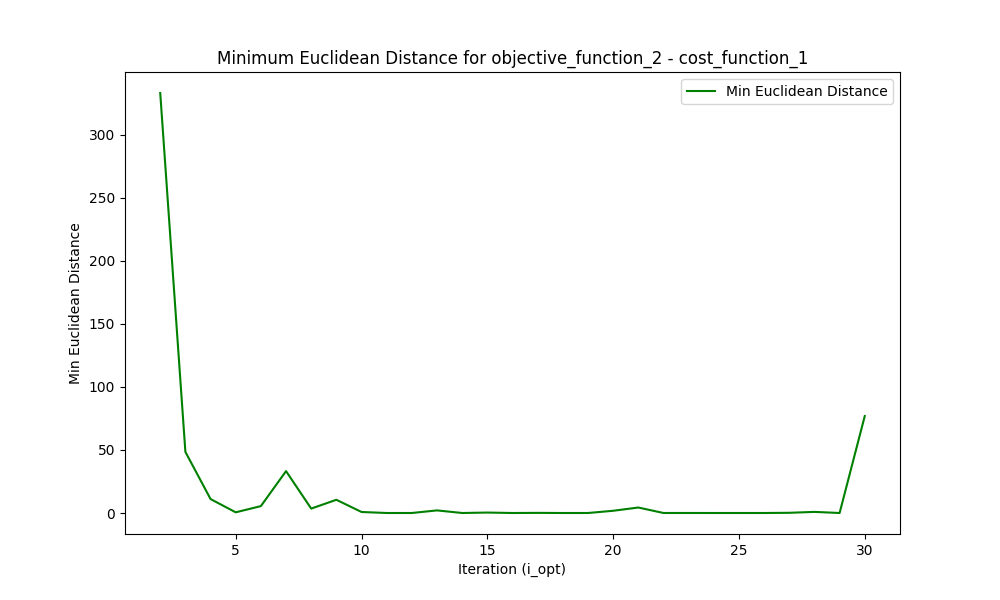 Minimum Euclidean Distance for objective_function_2 - cost_function_1
Min Euclidean Distance
300
250
200
150
100
50
0
Min Euclidean Distance
5 10 15 20 25 30
Iteration (i_opt)